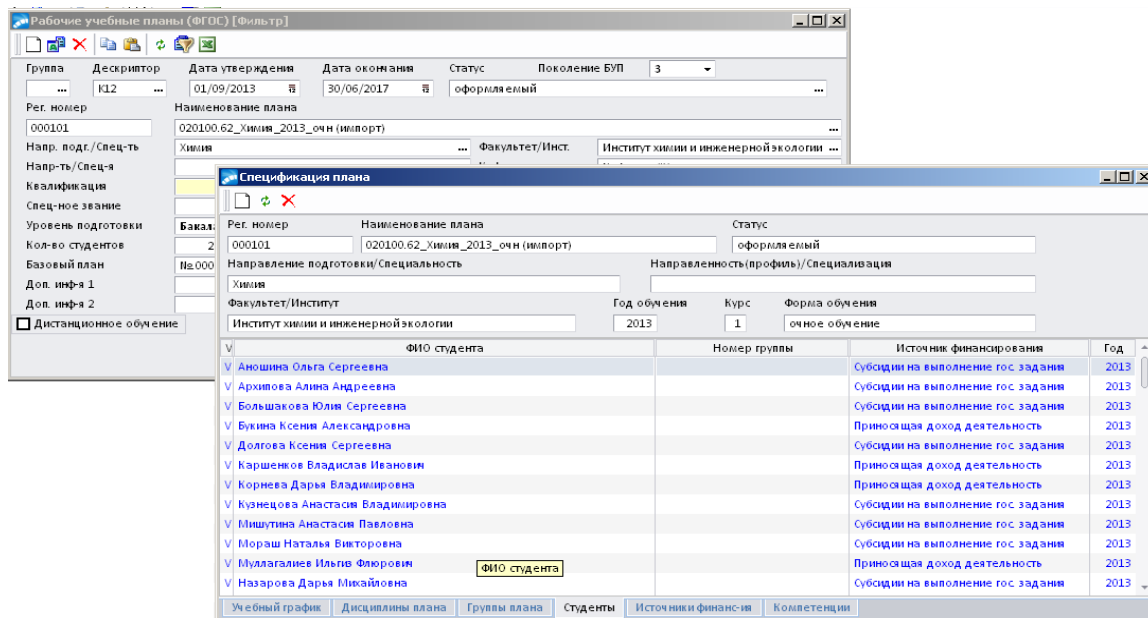 Рабочие учебные планы (ФГОС) [Фильтр]
Группа Дескриптор Дата утверждения Дата окончания Статус Поколение БУП 3
... К12 ... 01/09/2013 30/06/2017 оформляемый ...
Рег. номер Наименование плана
000101 020100.62_Химия_2013_очн (импорт) ...
Напр. подг./Спец-ть Химия ... Факультет/Инст. Институт химии и инженерной экологии ...
Напр-ть/Спец-я
Квалификация
Спец-ное звание
Уровень подготовки Бакал
Кол-во студентов 2
Базовый план №000
Доп. инф-я 1
Доп. инф-я 2
Дистанционное обучение
Спецификация плана
Рег. номер Наименование плана Статус
000101 020100.62_Химия_2013_очн (импорт) оформляемый
Направление подготовки/Специальность Направленность(профиль)/Специализация
Химия
Факультет/Институт Год обучения Курс Форма обучения
Институт химии и инженерной экологии 2013 1 очное обучение
V ФИО студента Номер группы Источник финансирования Год
V Аношина Ольга Сергеевна Субсидии на выполнение гос. задания 2013
V Архипова Алина Андреевна Субсидии на выполнение гос. задания 2013
V Большакова Юлия Сергеевна Субсидии на выполнение гос. задания 2013
V Букина Ксения Александровна Приносящая доход деятельность 2013
V Долгова Ксения Сергеевна Субсидии на выполнение гос. задания 2013
V Каршенков Владислав Иванович Приносящая доход деятельность 2013
V Корнева Дарья Владимировна Приносящая доход деятельность 2013
V Кузнецова Анастасия Владимировна Субсидии на выполнение гос. задания 2013
V Мишутина Анастасия Павловна Субсидии на выполнение гос. задания 2013
V Мораш Наталья Викторовна Субсидии на выполнение гос. задания 2013
V Муллагалиев Ильгиз Флюрович Приносящая доход деятельность 2013
ФИО студента
V Назарова Дарья Михайловна Субсидии на выполнение гос. задания 2013
Учебный график Дисциплины плана Группы плана Студенты Источники финанс-ия Компетенции